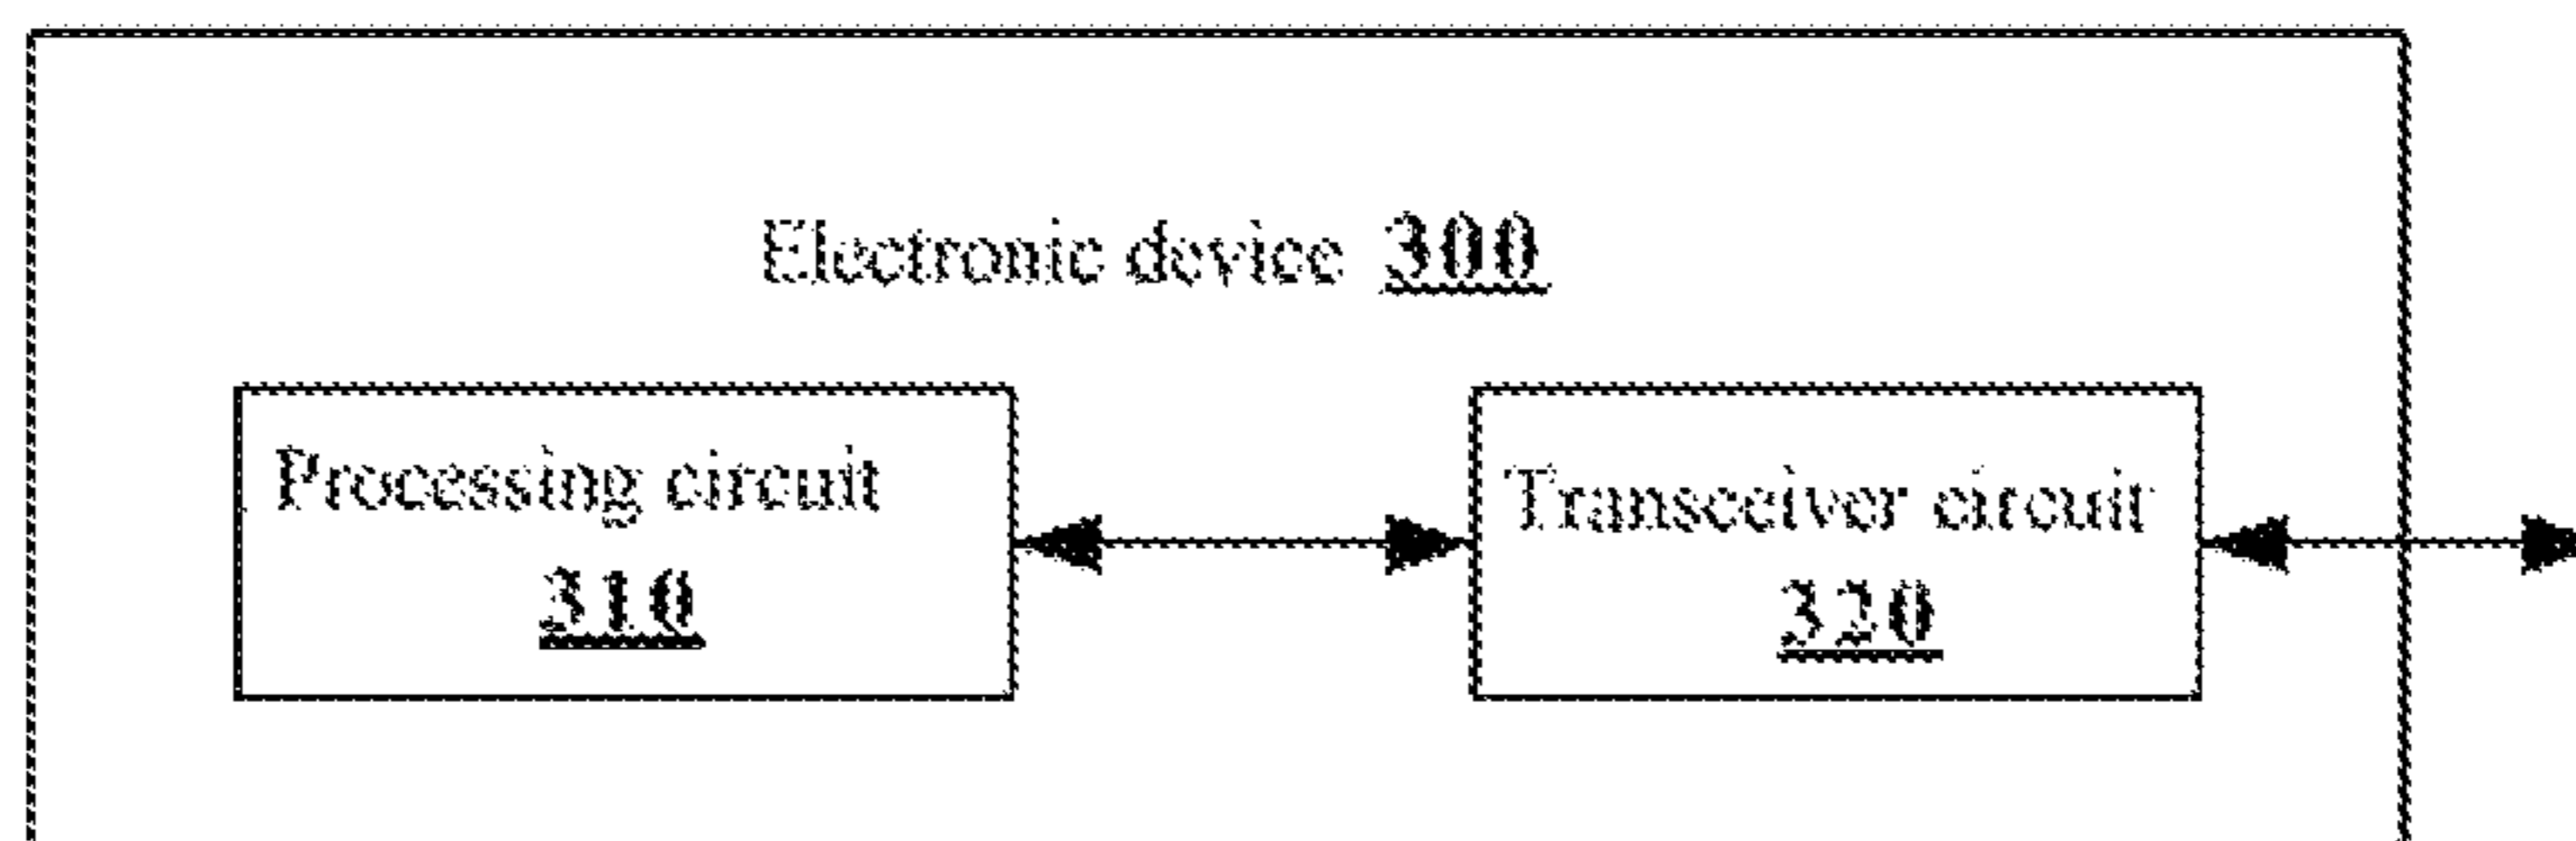 Electronic device 300
Processing circuit
310
Transceiver circuit
320